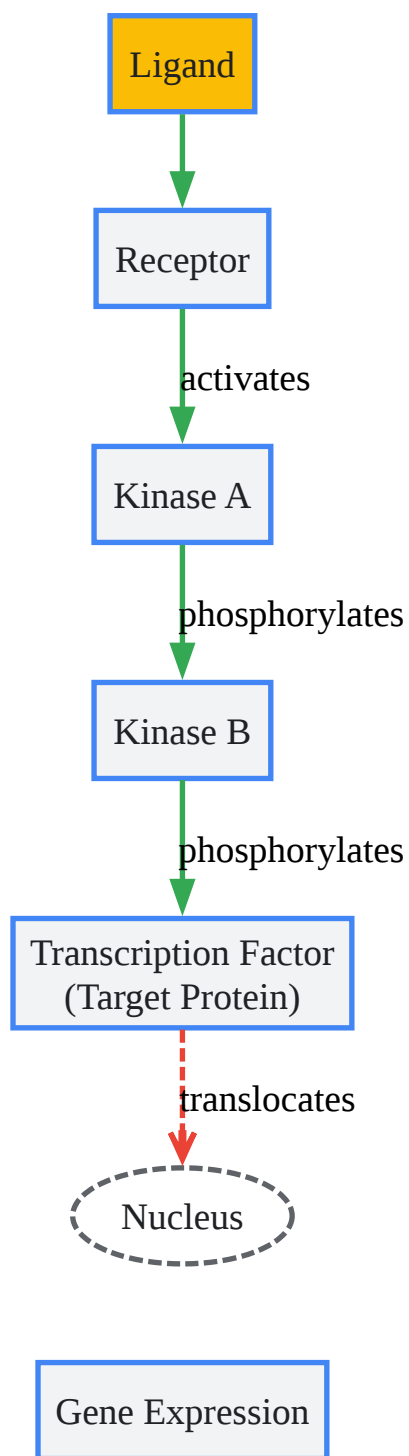 Ligand
Receptor
activates
Kinase A
phosphorylates
Kinase B
phosphorylates
Transcription Factor
(Target Protein)
translocates
Nucleus
Gene Expression